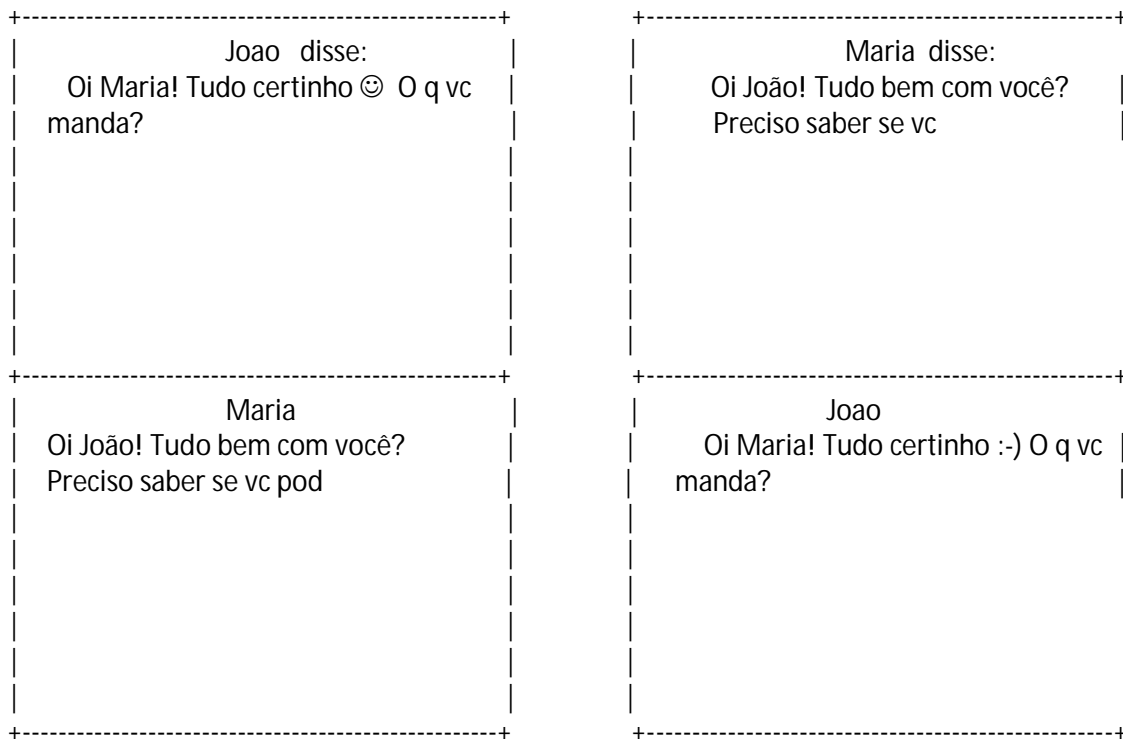 Joao disse:
Oi Maria! Tudo certinho ☺ O q vc
manda?
Maria disse:
Oi João! Tudo bem com você?
Preciso saber se vc
Maria
Oi João! Tudo bem com você?
Preciso saber se vc pod
Joao
Oi Maria! Tudo certinho :-) O q vc
manda?